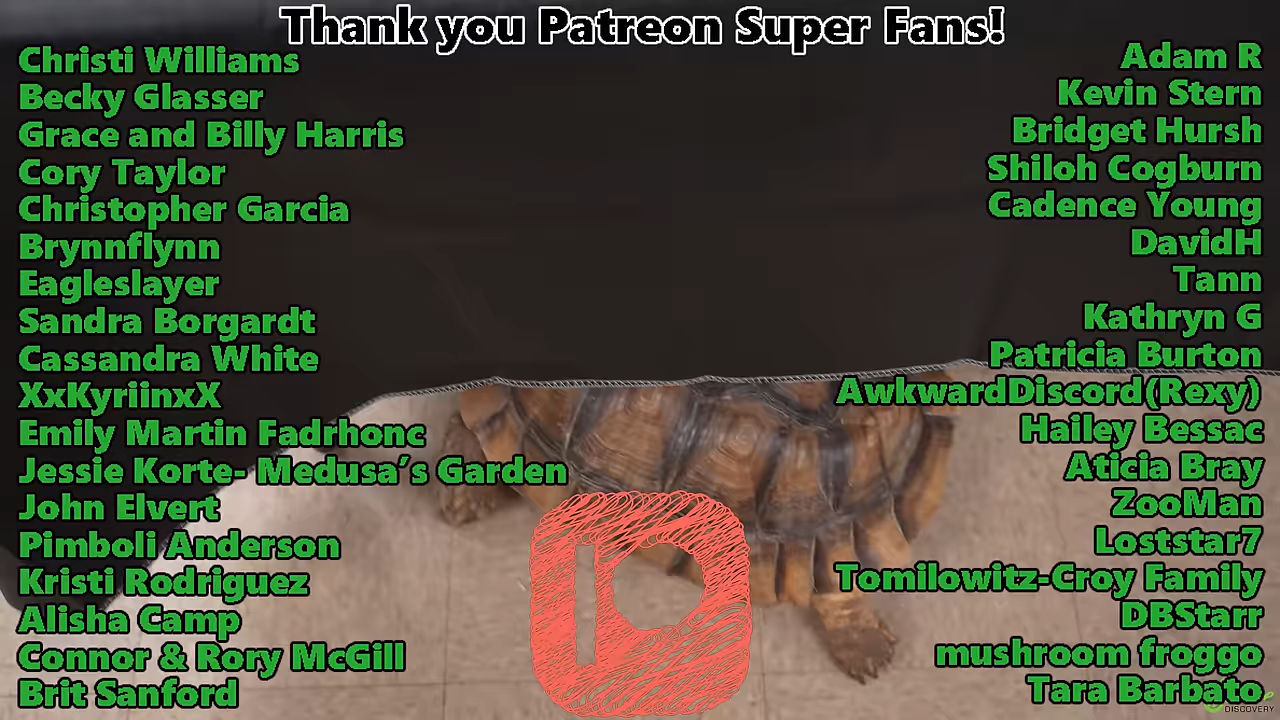 Thank you Patreon Super Fans!
Christi Williams
Becky Glasser
Grace and Billy Harris
Cory Taylor
Christopher Garcia
Brynnflynn
Eagleslayer
Sandra Borgardt
Cassandra White
XxKyriinxX
Emily Martin Fadrhonc
Jessie Korte- Medusa's Garden
John Elvert
Pimboli Anderson
Kristi Rodriguez
Alisha Camp
Connor & Rory McGill
Brit Sanford
Adam R
Kevin Stern
Bridget Hursh
Shiloh Cogburn
Cadence Young
DavidH
Tann
Kathryn G
Patricia Burton
AwkwardDiscord(Rexy)
Hailey Bessac
Aticia Bray
ZooMan
Loststar7
Tomilowitz-Croy Family
DBStarr
mushroom froggo
Tara Barbato
DISCOVERY